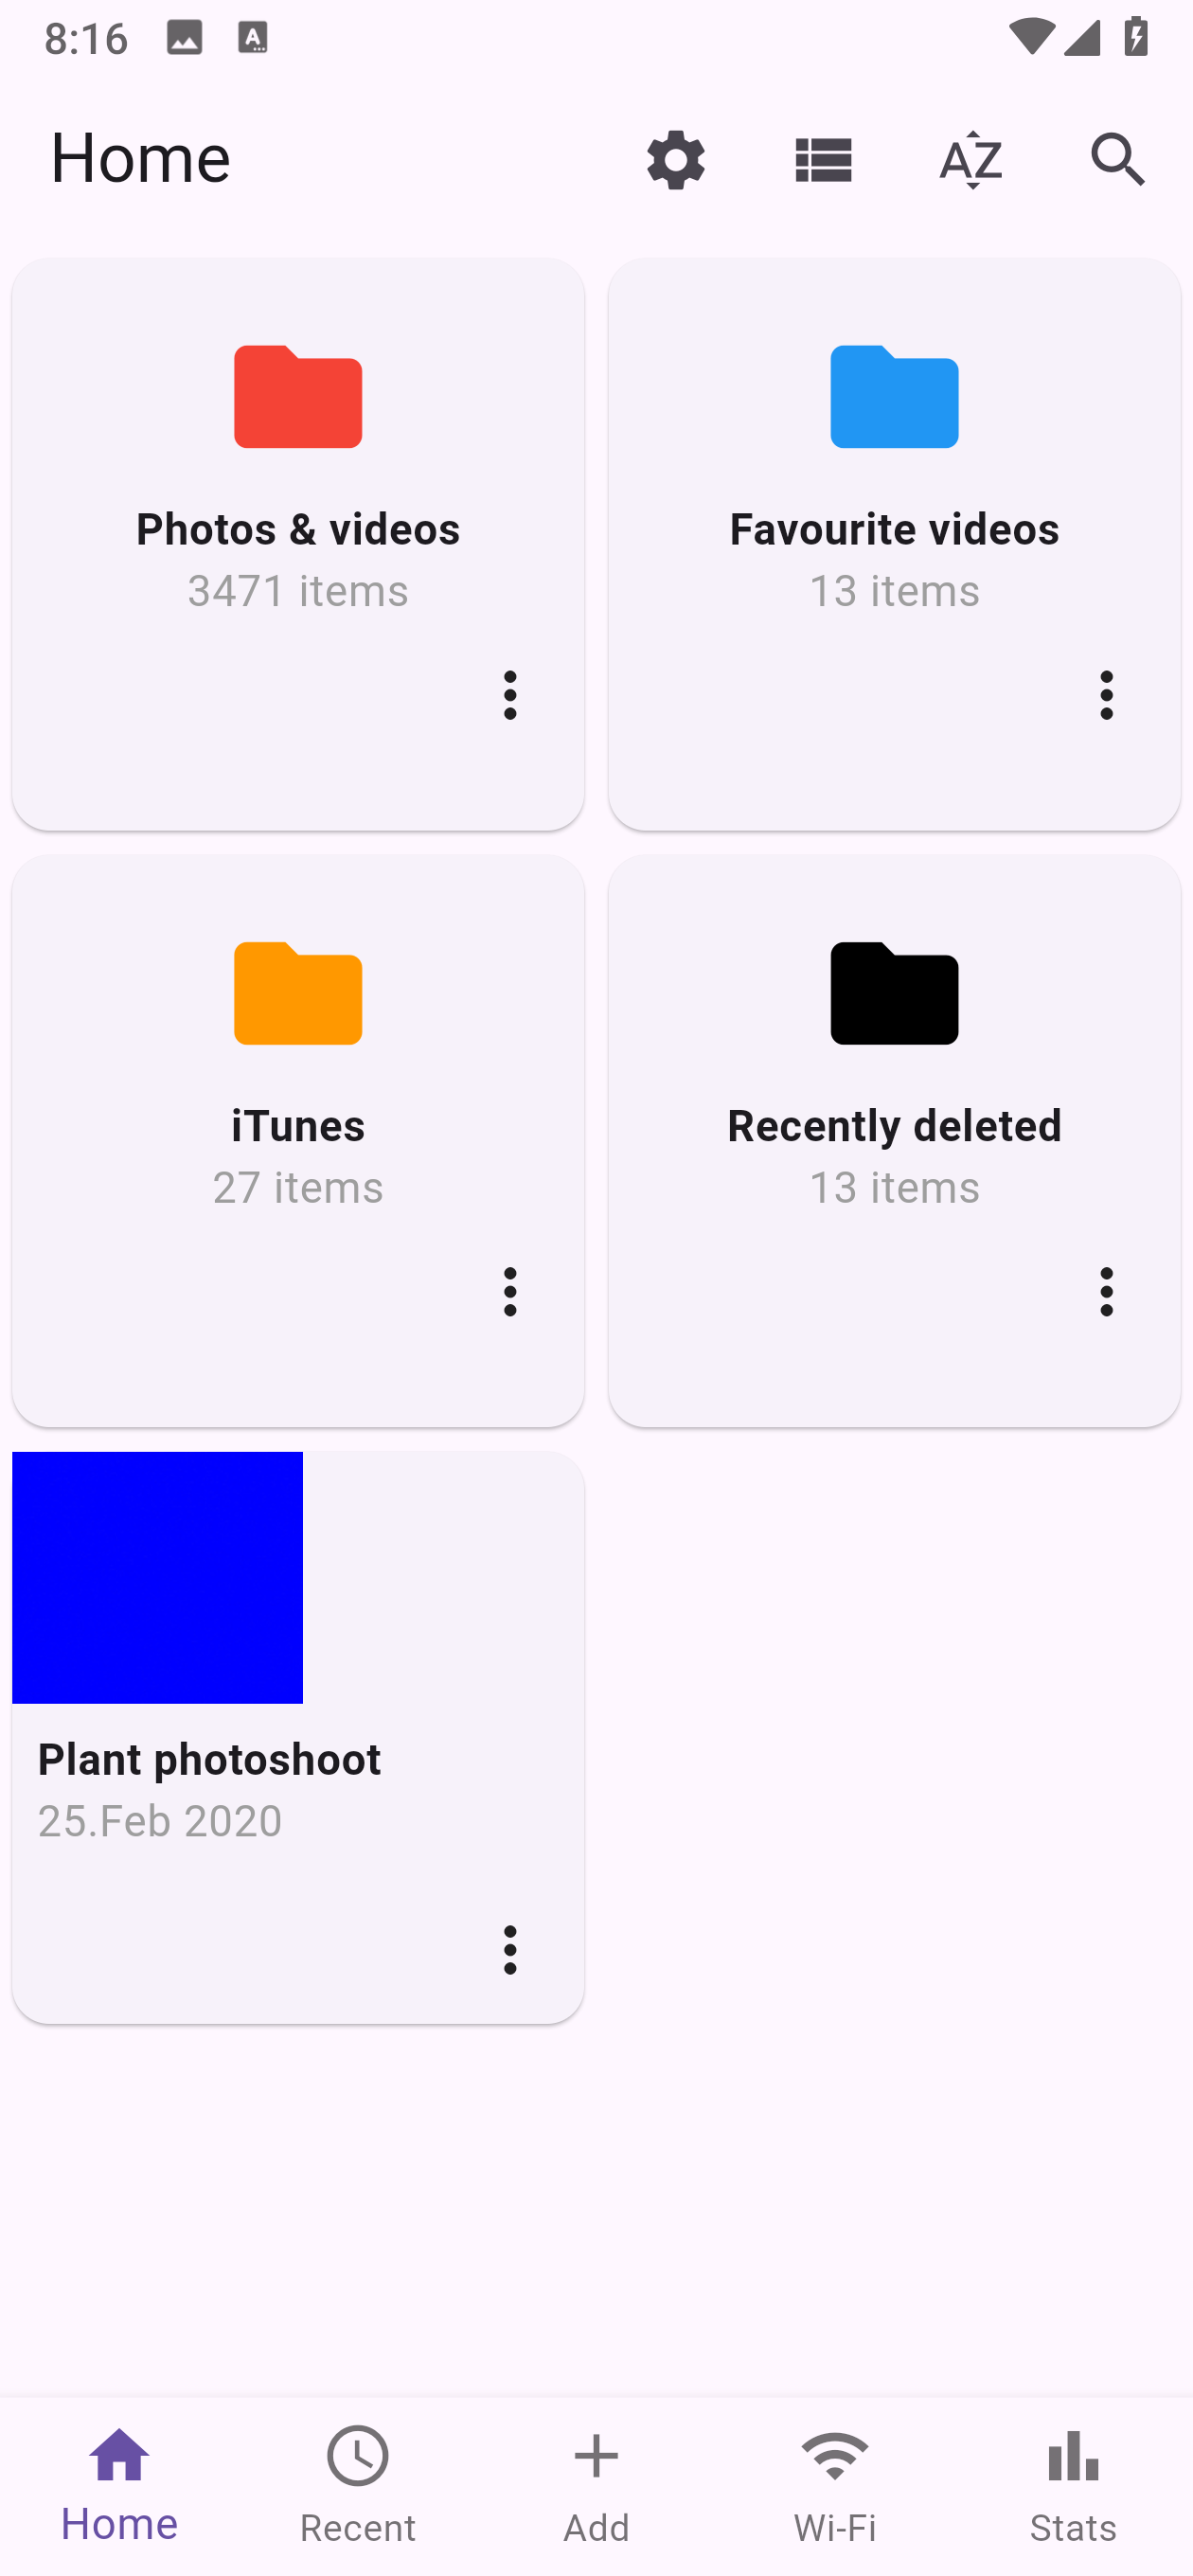 8:16
Home
AZ
Photos & videos
3471 items
Favourite videos
13 items
iTunes
27 items
Recently deleted
13 items
Plant photoshoot
25.Feb 2020
Home
Recent
Add
Wi-Fi
Stats